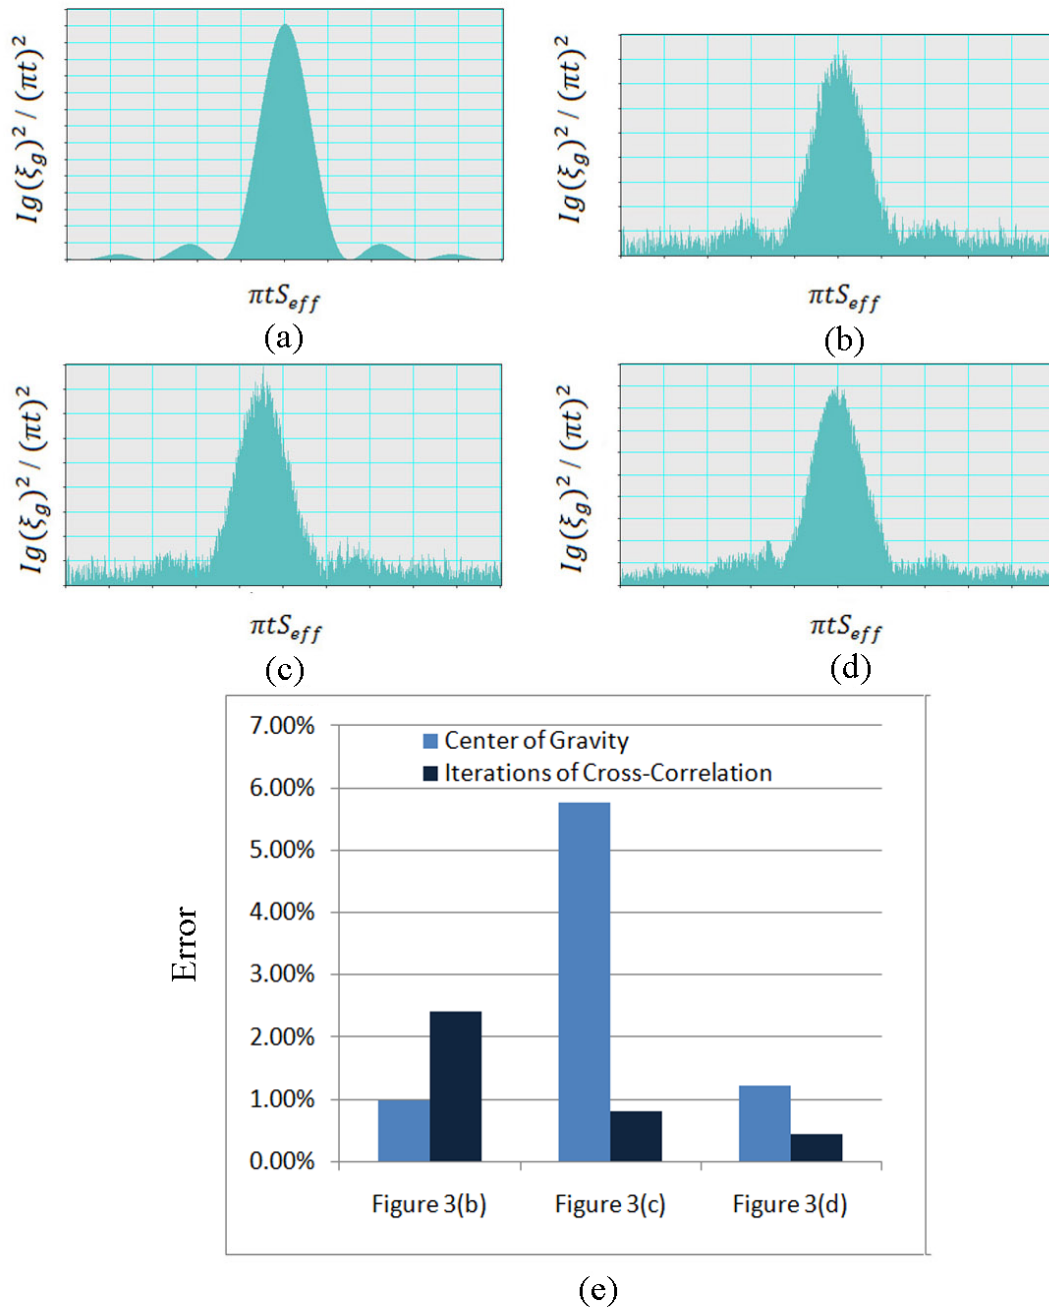 Ig(ξg)² / (πt)²
πtSeff
(a)
Ig(ξg)² / (πt)²
πtSeff
(b)
Ig(ξg)² / (πt)²
πtSeff
(c)
Ig(ξg)² / (πt)²
πtSeff
(d)
Error
7.00%
6.00%
5.00%
4.00%
3.00%
2.00%
1.00%
0.00%
Center of Gravity
Iterations of Cross-Correlation
Figure 3(b)
Figure 3(c)
Figure 3(d)
(e)